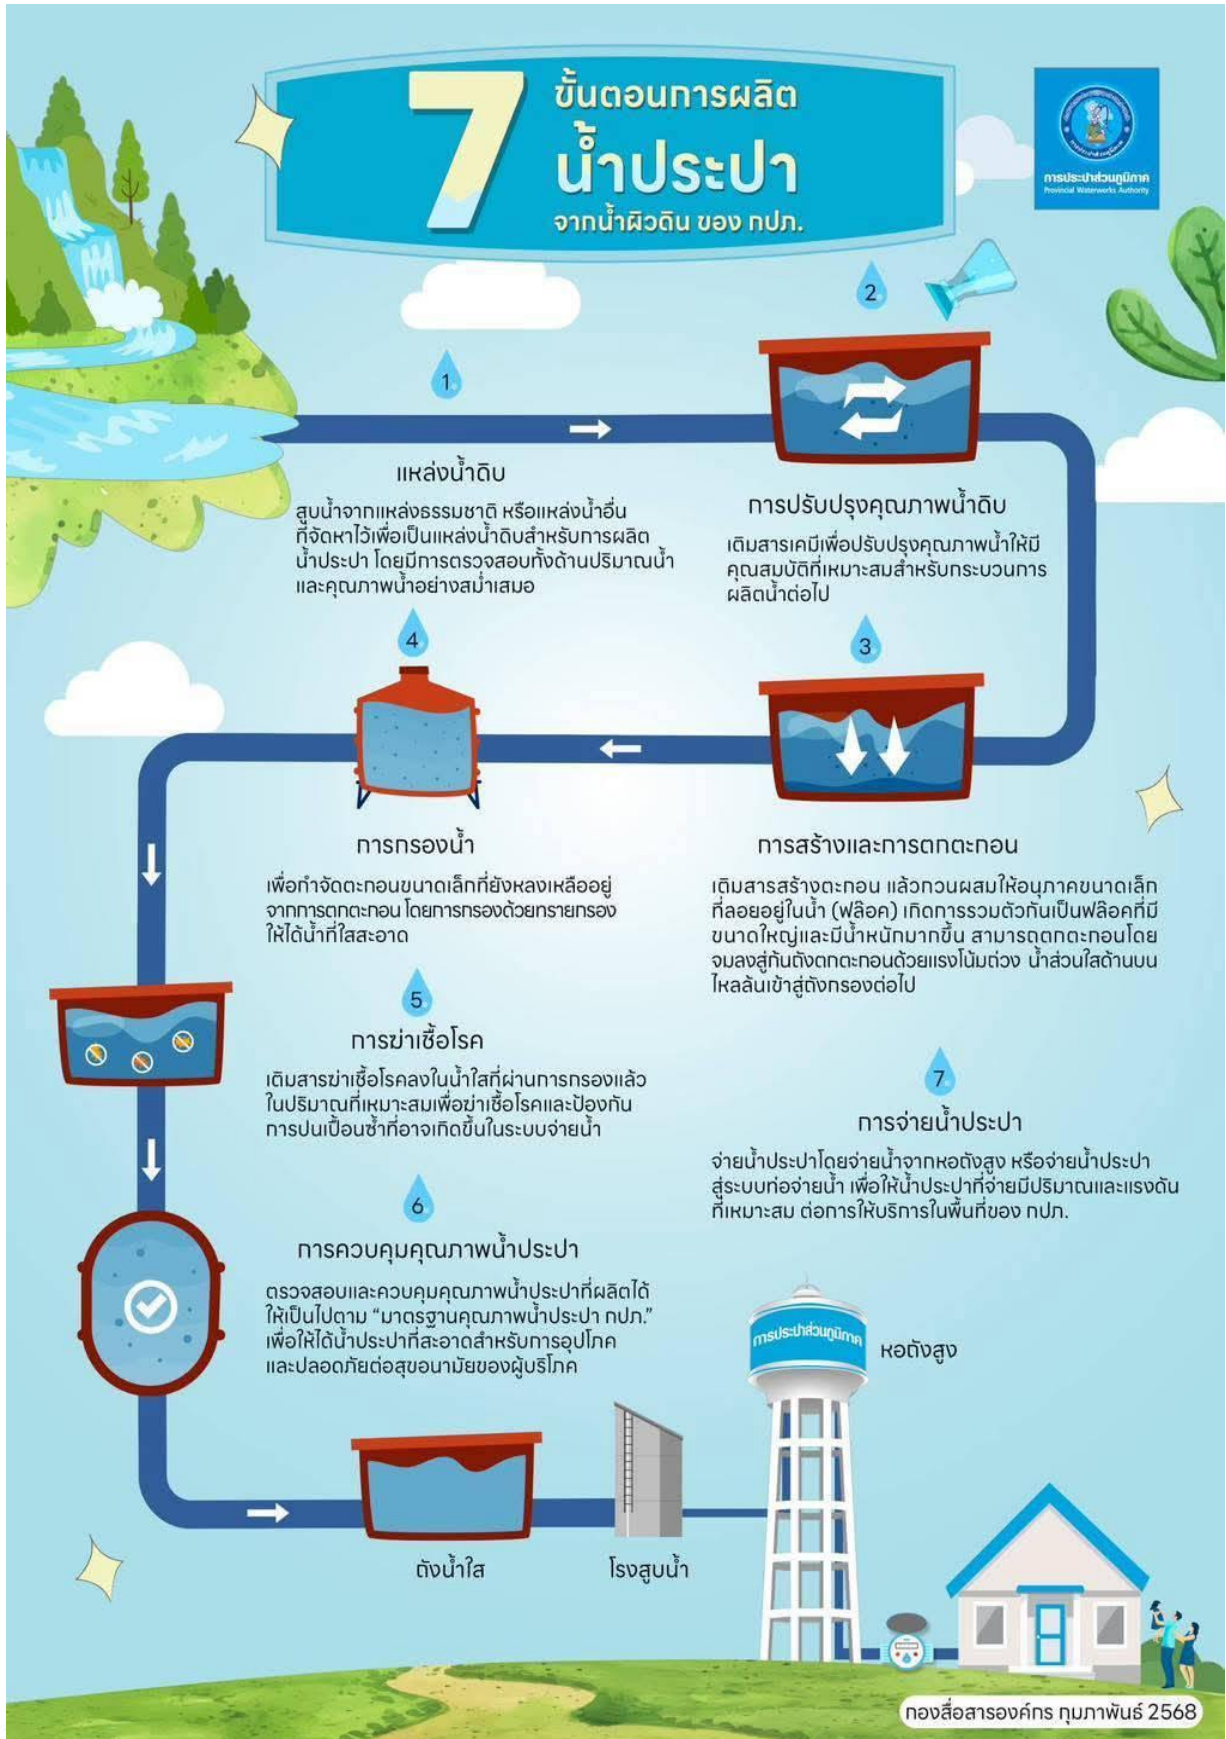 7
ขั้นตอนการผลิต
น้ำประปา
จากน้ำผิวดิน ของ กปภ.
การประปาส่วนภูมิภาค
Provincial Waterworks Authority
1.
แหล่งน้ำดิบ
สูบน้ำจากแหล่งธรรมชาติ หรือแหล่งน้ำอื่น
ที่จัดหาไว้เพื่อเป็นแหล่งน้ำดิบสำหรับการผลิต
น้ำประปา โดยมีการตรวจสอบทั้งด้านปริมาณน้ำ
และคุณภาพน้ำอย่างสม่ำเสมอ
2.
การปรับปรุงคุณภาพน้ำดิบ
เติมสารเคมีเพื่อปรับปรุงคุณภาพน้ำให้มี
คุณสมบัติที่เหมาะสมสำหรับกระบวนการ
ผลิตน้ำต่อไป
3.
การสร้างและการตกตะกอน
เติมสารสร้างตะกอน แล้วกวนผสมให้อนุภาคขนาดเล็ก
ที่ลอยอยู่ในน้ำ (ฟล๊อค) เกิดการรวมตัวกันเป็นฟล๊อคที่มี
ขนาดใหญ่และมีน้ำหนักมากขึ้น สามารถตกตะกอนโดย
จมลงสู่ก้นถังตกตะกอนด้วยแรงโน้มถ่วง น้ำส่วนใสด้านบน
ไหลล้นเข้าสู่ถังกรองต่อไป
4.
การกรองน้ำ
เพื่อกำจัดตะกอนขนาดเล็กที่ยังหลงเหลืออยู่
จากการตกตะกอน โดยการกรองด้วยทรายกรอง
ให้ได้น้ำที่ใสสะอาด
5.
การฆ่าเชื้อโรค
เติมสารฆ่าเชื้อโรคลงในน้ำใสที่ผ่านการกรองแล้ว
ในปริมาณที่เหมาะสมเพื่อฆ่าเชื้อโรคและป้องกัน
การปนเปื้อนซ้ำที่อาจเกิดขึ้นในระบบจ่ายน้ำ
6.
การควบคุมคุณภาพน้ำประปา
ตรวจสอบและควบคุมคุณภาพน้ำประปาที่ผลิตได้
ให้เป็นไปตาม “มาตรฐานคุณภาพน้ำประปา กปภ.”
เพื่อให้ได้น้ำประปาที่สะอาดสำหรับการอุปโภค
และปลอดภัยต่อสุขอนามัยของผู้บริโภค
7.
การจ่ายน้ำประปา
จ่ายน้ำประปาโดยจ่ายน้ำจากหอถังสูง หรือจ่ายน้ำประปา
สู่ระบบท่อจ่ายน้ำ เพื่อให้น้ำประปาที่จ่ายมีปริมาณและแรงดัน
ที่เหมาะสม ต่อการให้บริการในพื้นที่ของ กปภ.
การประปาส่วนภูมิภาค
หอถังสูง
ถังน้ำใส
โรงสูบน้ำ
กองสื่อสารองค์กร กุมภาพันธ์ 2568